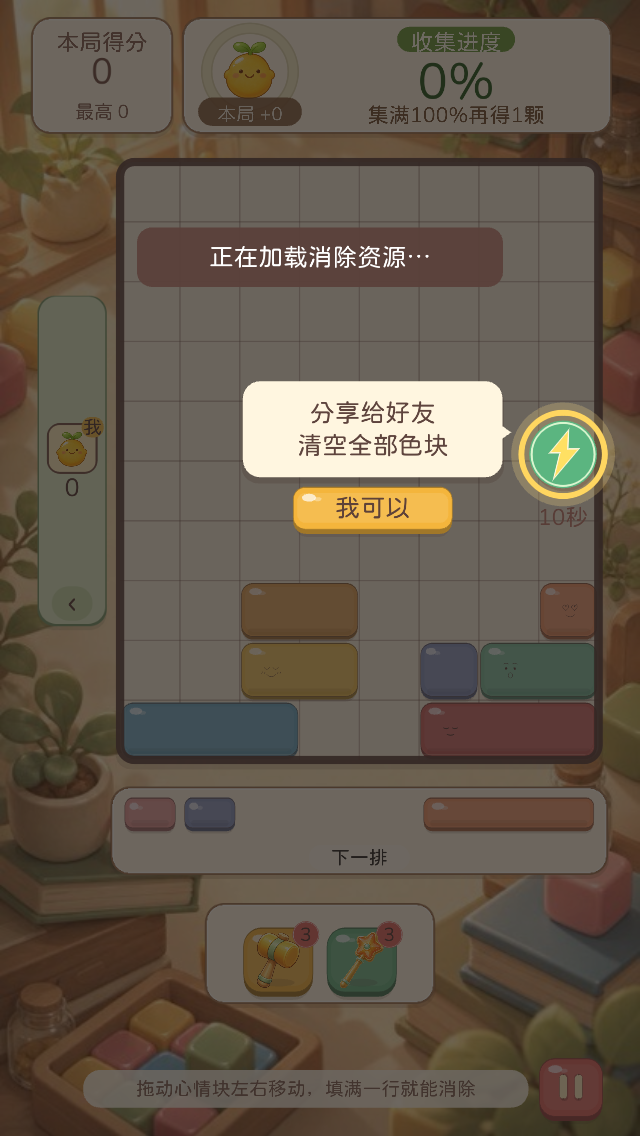 本局得分
0
最高 0
本局 +0
收集进度
0%
集满100%再得1颗
正在加载消除资源…
分享给好友
清空全部色块
我可以
10秒
我
0
下一排
3
3
拖动心情块左右移动，填满一行就能消除